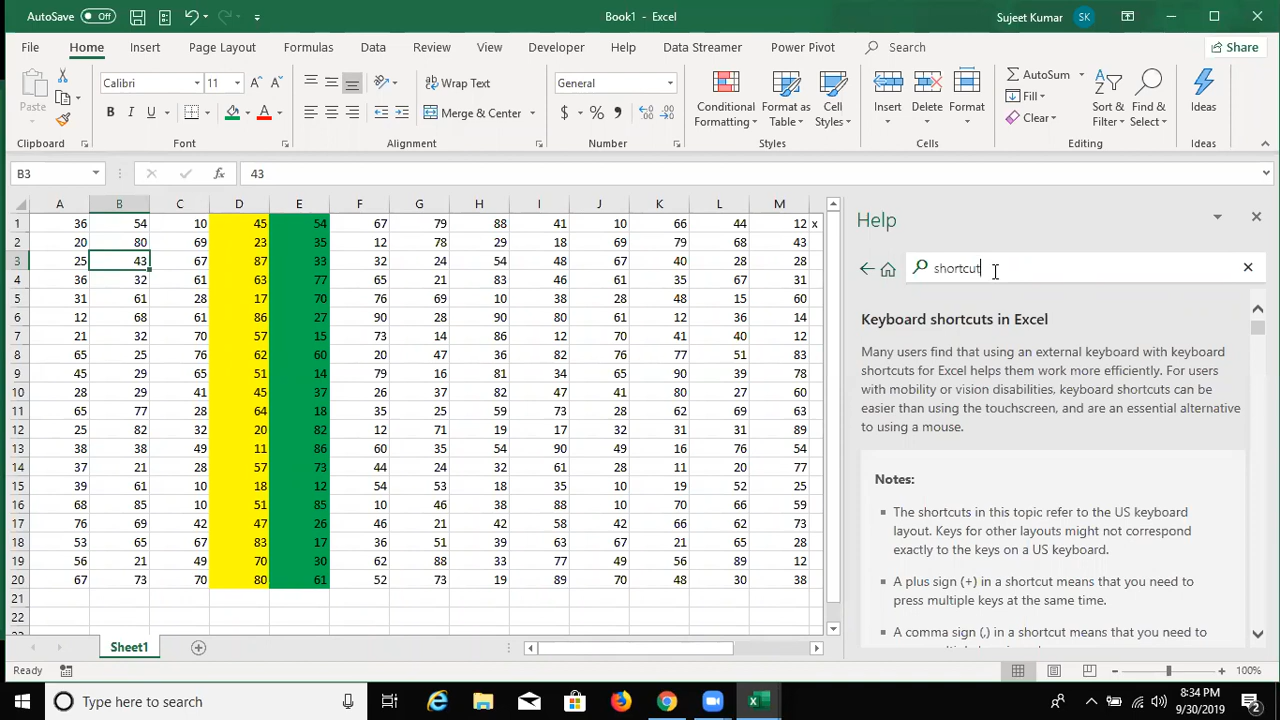 AutoSave Off Book1 - Excel Sujeet Kumar SK
File Home Insert Page Layout Formulas Data Review View Developer Help Data Streamer Power Pivot Search Share
Paste Calibri 11 Wrap Text General Conditional Formatting Format as Table Cell Styles Insert Delete Format AutoSum Fill Clear Sort & Filter Find & Select Ideas
B I U Merge & Center $ % ,
Clipboard Font Alignment Number Styles Cells Editing Ideas
B3 fx 43
A B C D E F G H I J K L M
1 36 54 10 45 54 67 79 88 41 10 66 44 12 x
2 20 80 69 23 35 12 78 29 18 69 79 68 43
3 25 43 67 87 33 32 24 54 48 67 40 28 28
4 36 32 61 63 77 65 21 83 46 61 35 67 31
5 31 61 28 17 70 76 89 10 38 28 48 15 60
6 12 68 61 86 27 90 28 90 80 61 12 36 14
7 21 32 70 57 15 73 14 86 12 70 41 40 12
8 65 25 76 62 60 20 47 36 82 76 77 51 83
9 45 29 65 51 14 79 16 81 34 65 90 39 78
10 28 29 41 45 37 26 37 82 47 41 80 27 60
11 65 77 28 64 18 35 25 59 73 28 62 69 63
12 25 82 32 20 82 12 71 19 17 32 31 31 89
13 38 38 49 11 86 60 35 54 90 49 16 76 54
14 37 21 28 57 73 44 24 32 61 28 11 20 77
15 39 61 10 18 12 54 53 18 35 10 19 52 25
16 68 85 10 51 85 10 46 38 88 10 70 66 59
17 76 69 42 47 26 46 21 42 58 42 66 62 73
18 53 65 67 83 17 36 51 39 63 67 21 65 28
19 56 21 49 70 30 62 88 33 77 49 56 89 12
20 67 73 70 80 61 52 73 19 89 70 48 30 38
21
22
Help
shortcut
Keyboard shortcuts in Excel
Many users find that using an external keyboard with keyboard
shortcuts for Excel helps them work more efficiently. For users
with mobility or vision disabilities, keyboard shortcuts can be
easier than using the touchscreen, and are an essential alternative
to using a mouse.
Notes:
The shortcuts in this topic refer to the US keyboard
layout. Keys for other layouts might not correspond
exactly to the keys on a US keyboard.
A plus sign (+) in a shortcut means that you need to
press multiple keys at the same time.
A comma sign (,) in a shortcut means that you need to
Sheet1
Ready 100%
Type here to search 8:34 PM
9/30/2019 2